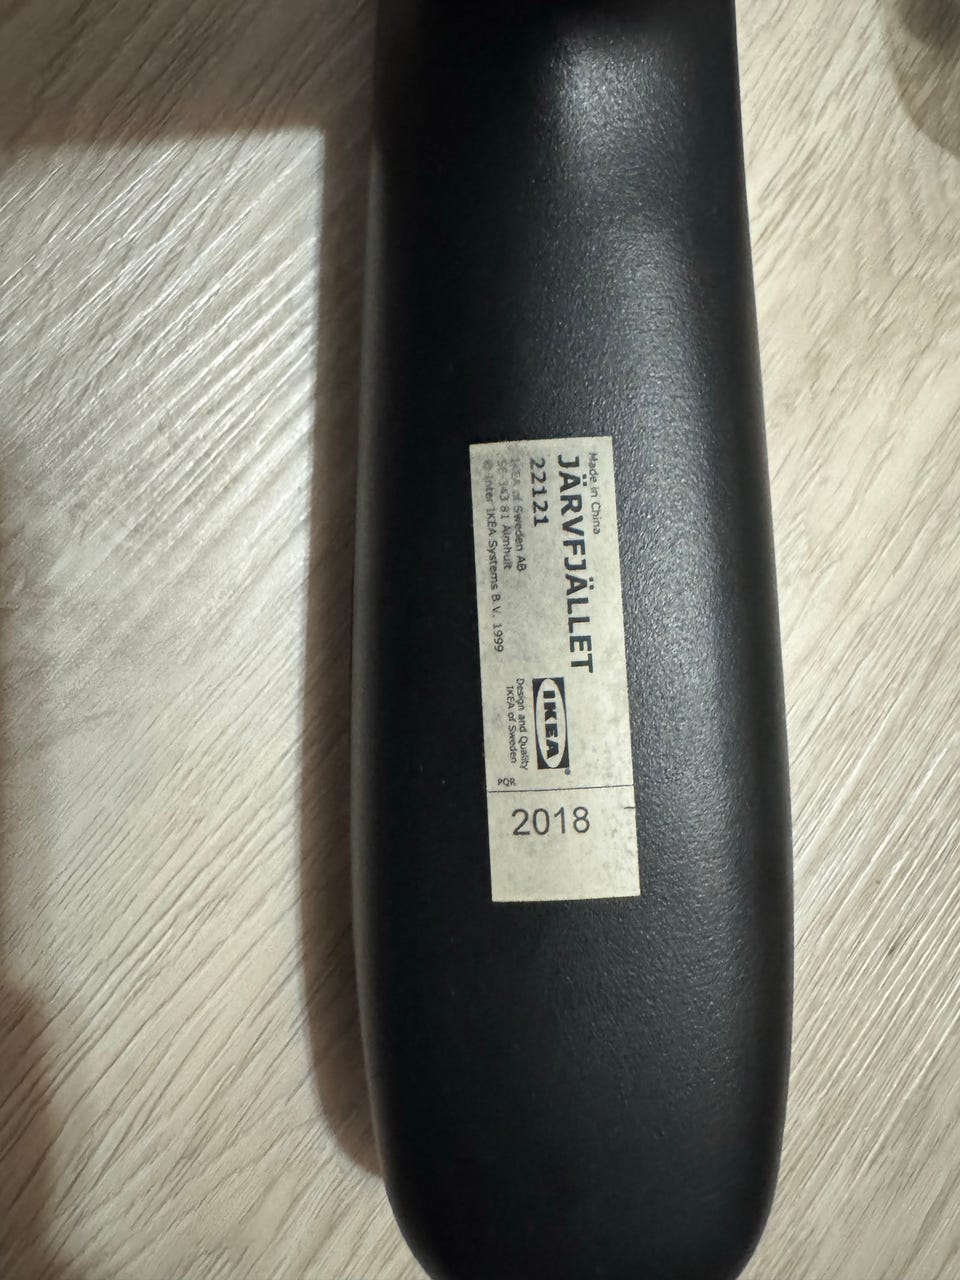 Made in China
JÄRVFJÄLLET
22121
IKEA of Sweden AB
SE-343 81 Älmhult
© Inter IKEA Systems B.V. 1999
IKEA®
Design and Quality
IKEA of Sweden
PQR
2018